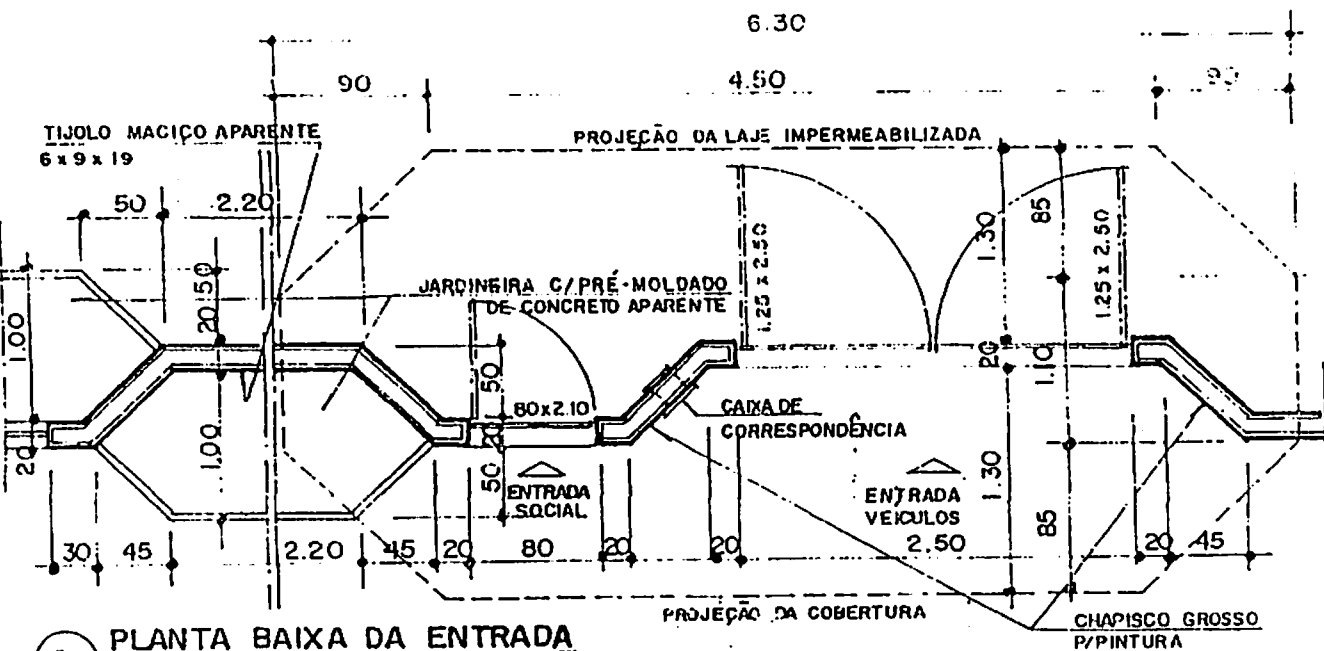 6.30
90
4.50
90
TIJOLO MACIÇO APARENTE
6 x 9 x 19
PROJEÇÃO DA LAJE IMPERMEABILIZADA
50
2.20
1.30
85
1.25 x 2.50
1.25 x 2.50
JARDINEIRA C/PRÉ-MOLDADO
DE CONCRETO APARENTE
1.00
20.50
50
20
1.10
80x2.10
CAIXA DE
CORRESPONDÊNCIA
20
1.00
20
50
ENTRADA
SOCIAL
ENTRADA
VEICULOS
1.30
85
30
45
2.20
45
20
80
20
20
2.50
20
45
PROJEÇÃO DA COBERTURA
CHAPISCO GROSSO
P/PINTURA
PLANTA BAIXA DA ENTRADA